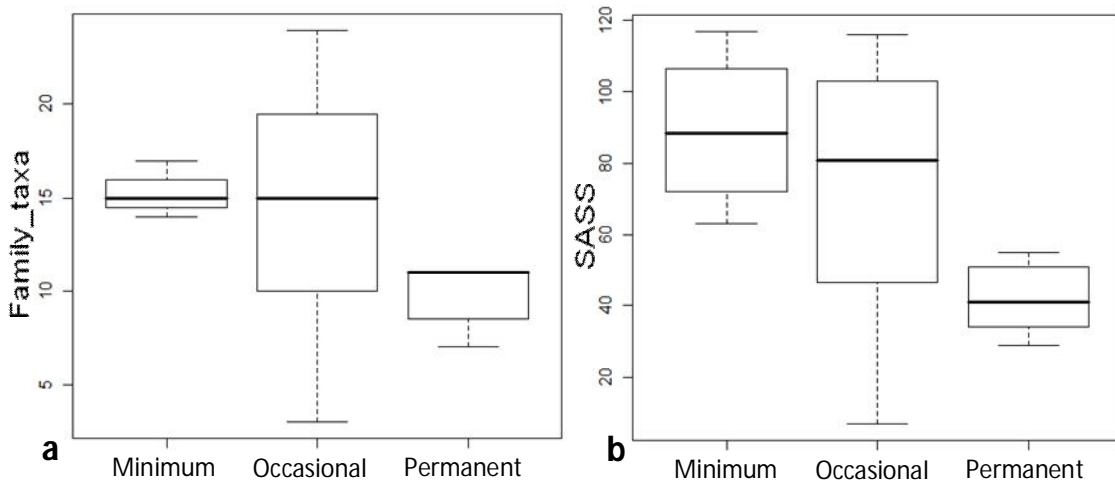 Family_taxa
20
15
10
5
a
Minimum
Occasional
Permanent
SASS
120
100
80
60
40
20
b
Minimum
Occasional
Permanent